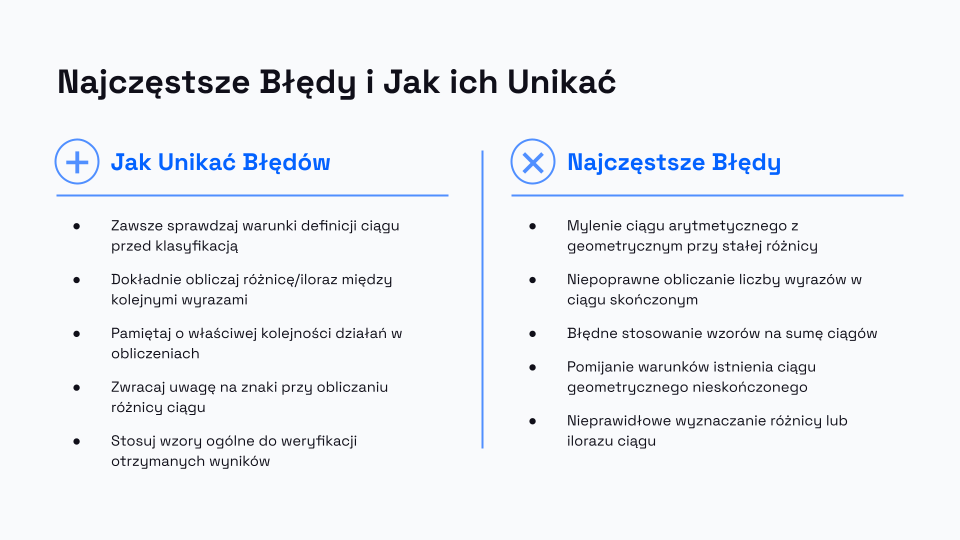 Najczęstsze Błędy i Jak ich Unikać
Jak Unikać Błędów
● Zawsze sprawdzaj warunki definicji ciągu
przed klasyfikacją
● Dokładnie obliczaj różnicę/iloraz między
kolejnymi wyrazami
● Pamiętaj o właściwej kolejności działań w
obliczeniach
● Zwracaj uwagę na znaki przy obliczaniu
różnicy ciągu
● Stosuj wzory ogólne do weryfikacji
otrzymanych wyników
Najczęstsze Błędy
● Mylenie ciągu arytmetycznego z
geometrycznym przy stałej różnicy
● Niepoprawne obliczanie liczby wyrazów w
ciągu skończonym
● Błędne stosowanie wzorów na sumę ciągów
● Pomijanie warunków istnienia ciągu
geometrycznego nieskończonego
● Nieprawidłowe wyznaczanie różnicy lub
ilorazu ciągu